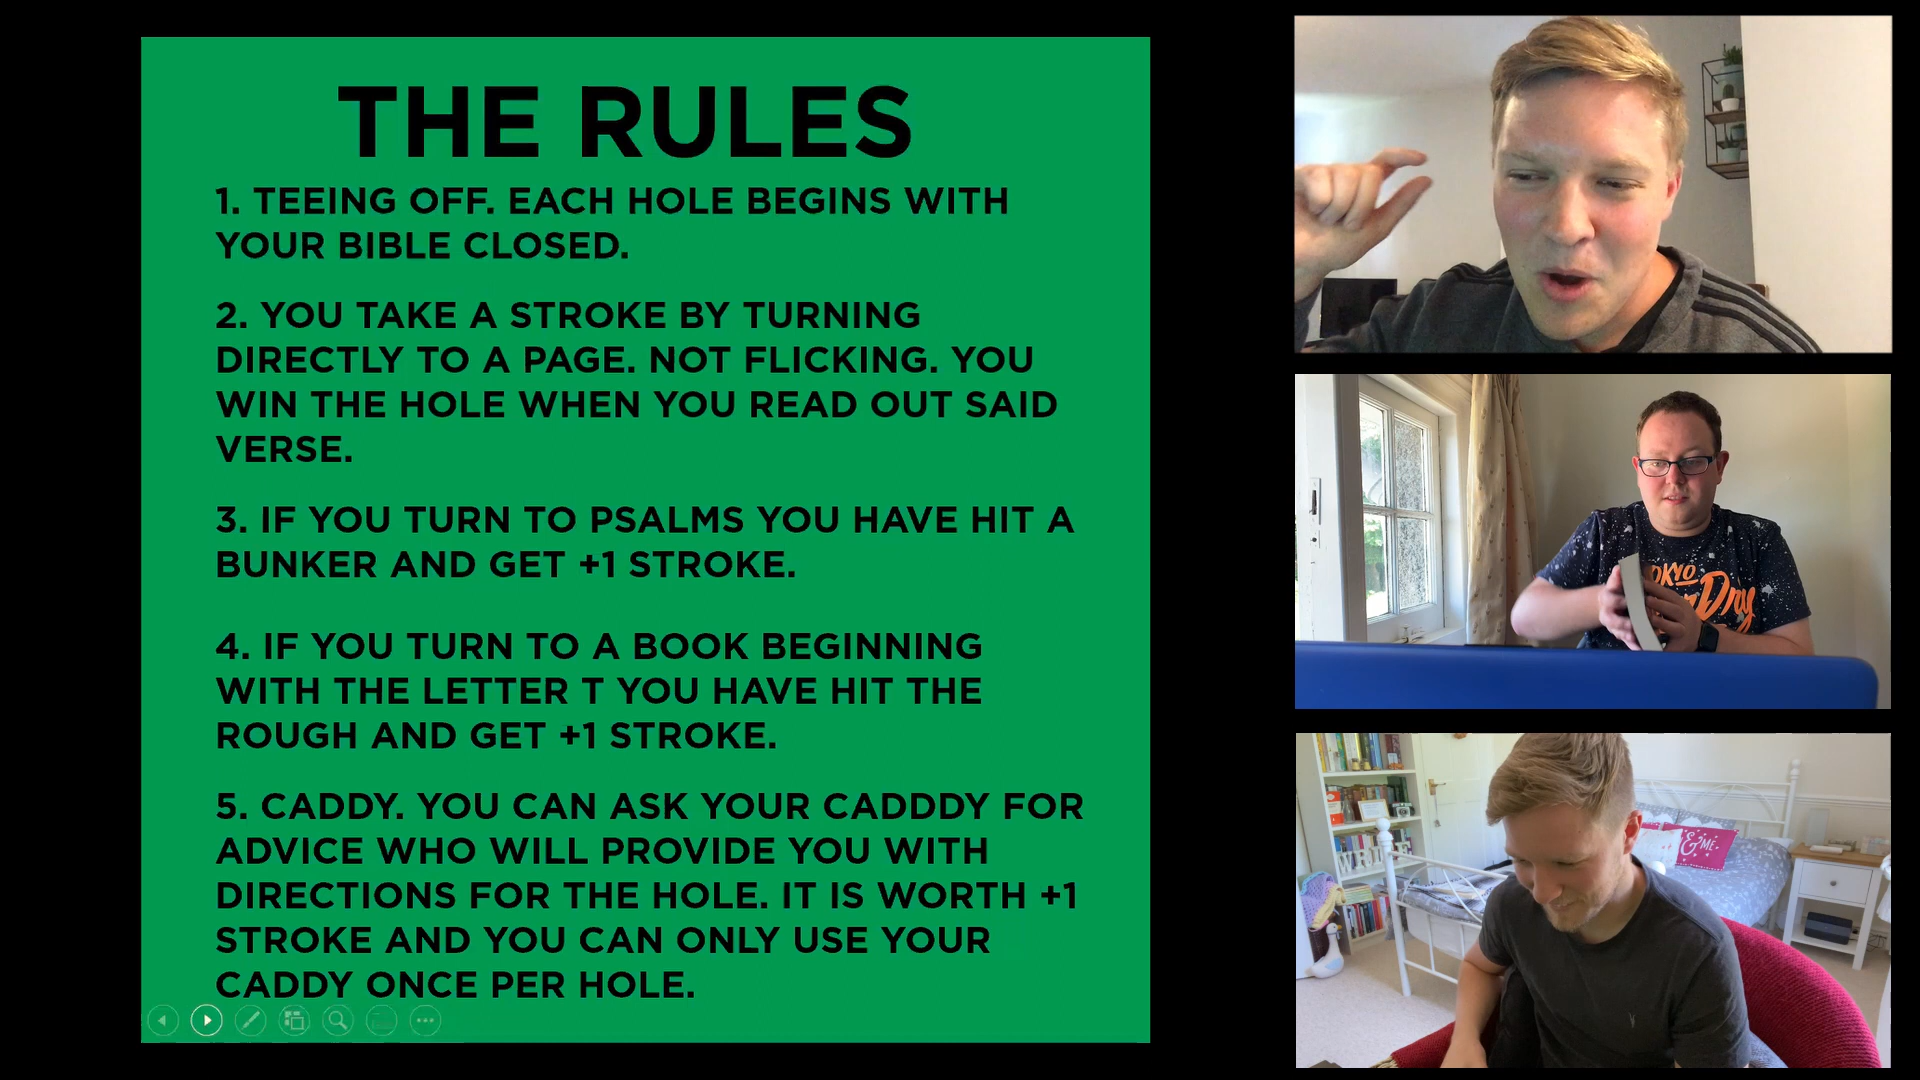 THE RULES
1. TEEING OFF. EACH HOLE BEGINS WITH
YOUR BIBLE CLOSED.
2. YOU TAKE A STROKE BY TURNING
DIRECTLY TO A PAGE. NOT FLICKING. YOU
WIN THE HOLE WHEN YOU READ OUT SAID
VERSE.
3. IF YOU TURN TO PSALMS YOU HAVE HIT A
BUNKER AND GET +1 STROKE.
4. IF YOU TURN TO A BOOK BEGINNING
WITH THE LETTER T YOU HAVE HIT THE
ROUGH AND GET +1 STROKE.
5. CADDY. YOU CAN ASK YOUR CADDDY FOR
ADVICE WHO WILL PROVIDE YOU WITH
DIRECTIONS FOR THE HOLE. IT IS WORTH +1
STROKE AND YOU CAN ONLY USE YOUR
CADDY ONCE PER HOLE.
OKYO
Dry
&ME